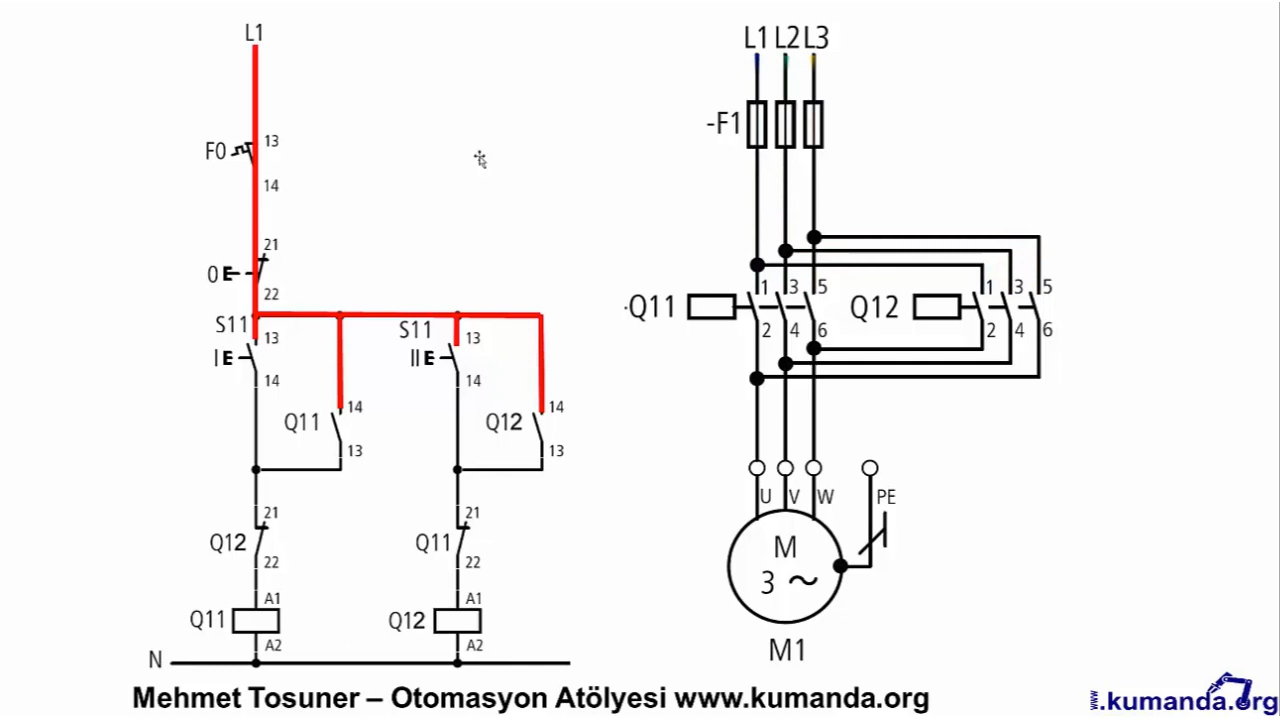 L1
L1 L2 L3
F0
13
14
-F1
21
0 E
22
S11
13
I E
14
S11
13
II E
14
Q11
14
13
Q12
14
13
·Q11
1 3 5
2 4 6
Q12
1 3 5
2 4 6
U V W PE
Q12
21
22
Q11
21
22
M
3 ~
Q11
A1
A2
Q12
A1
A2
M1
N
Mehmet Tosuner – Otomasyon Atölyesi www.kumanda.org
www.kumanda.org